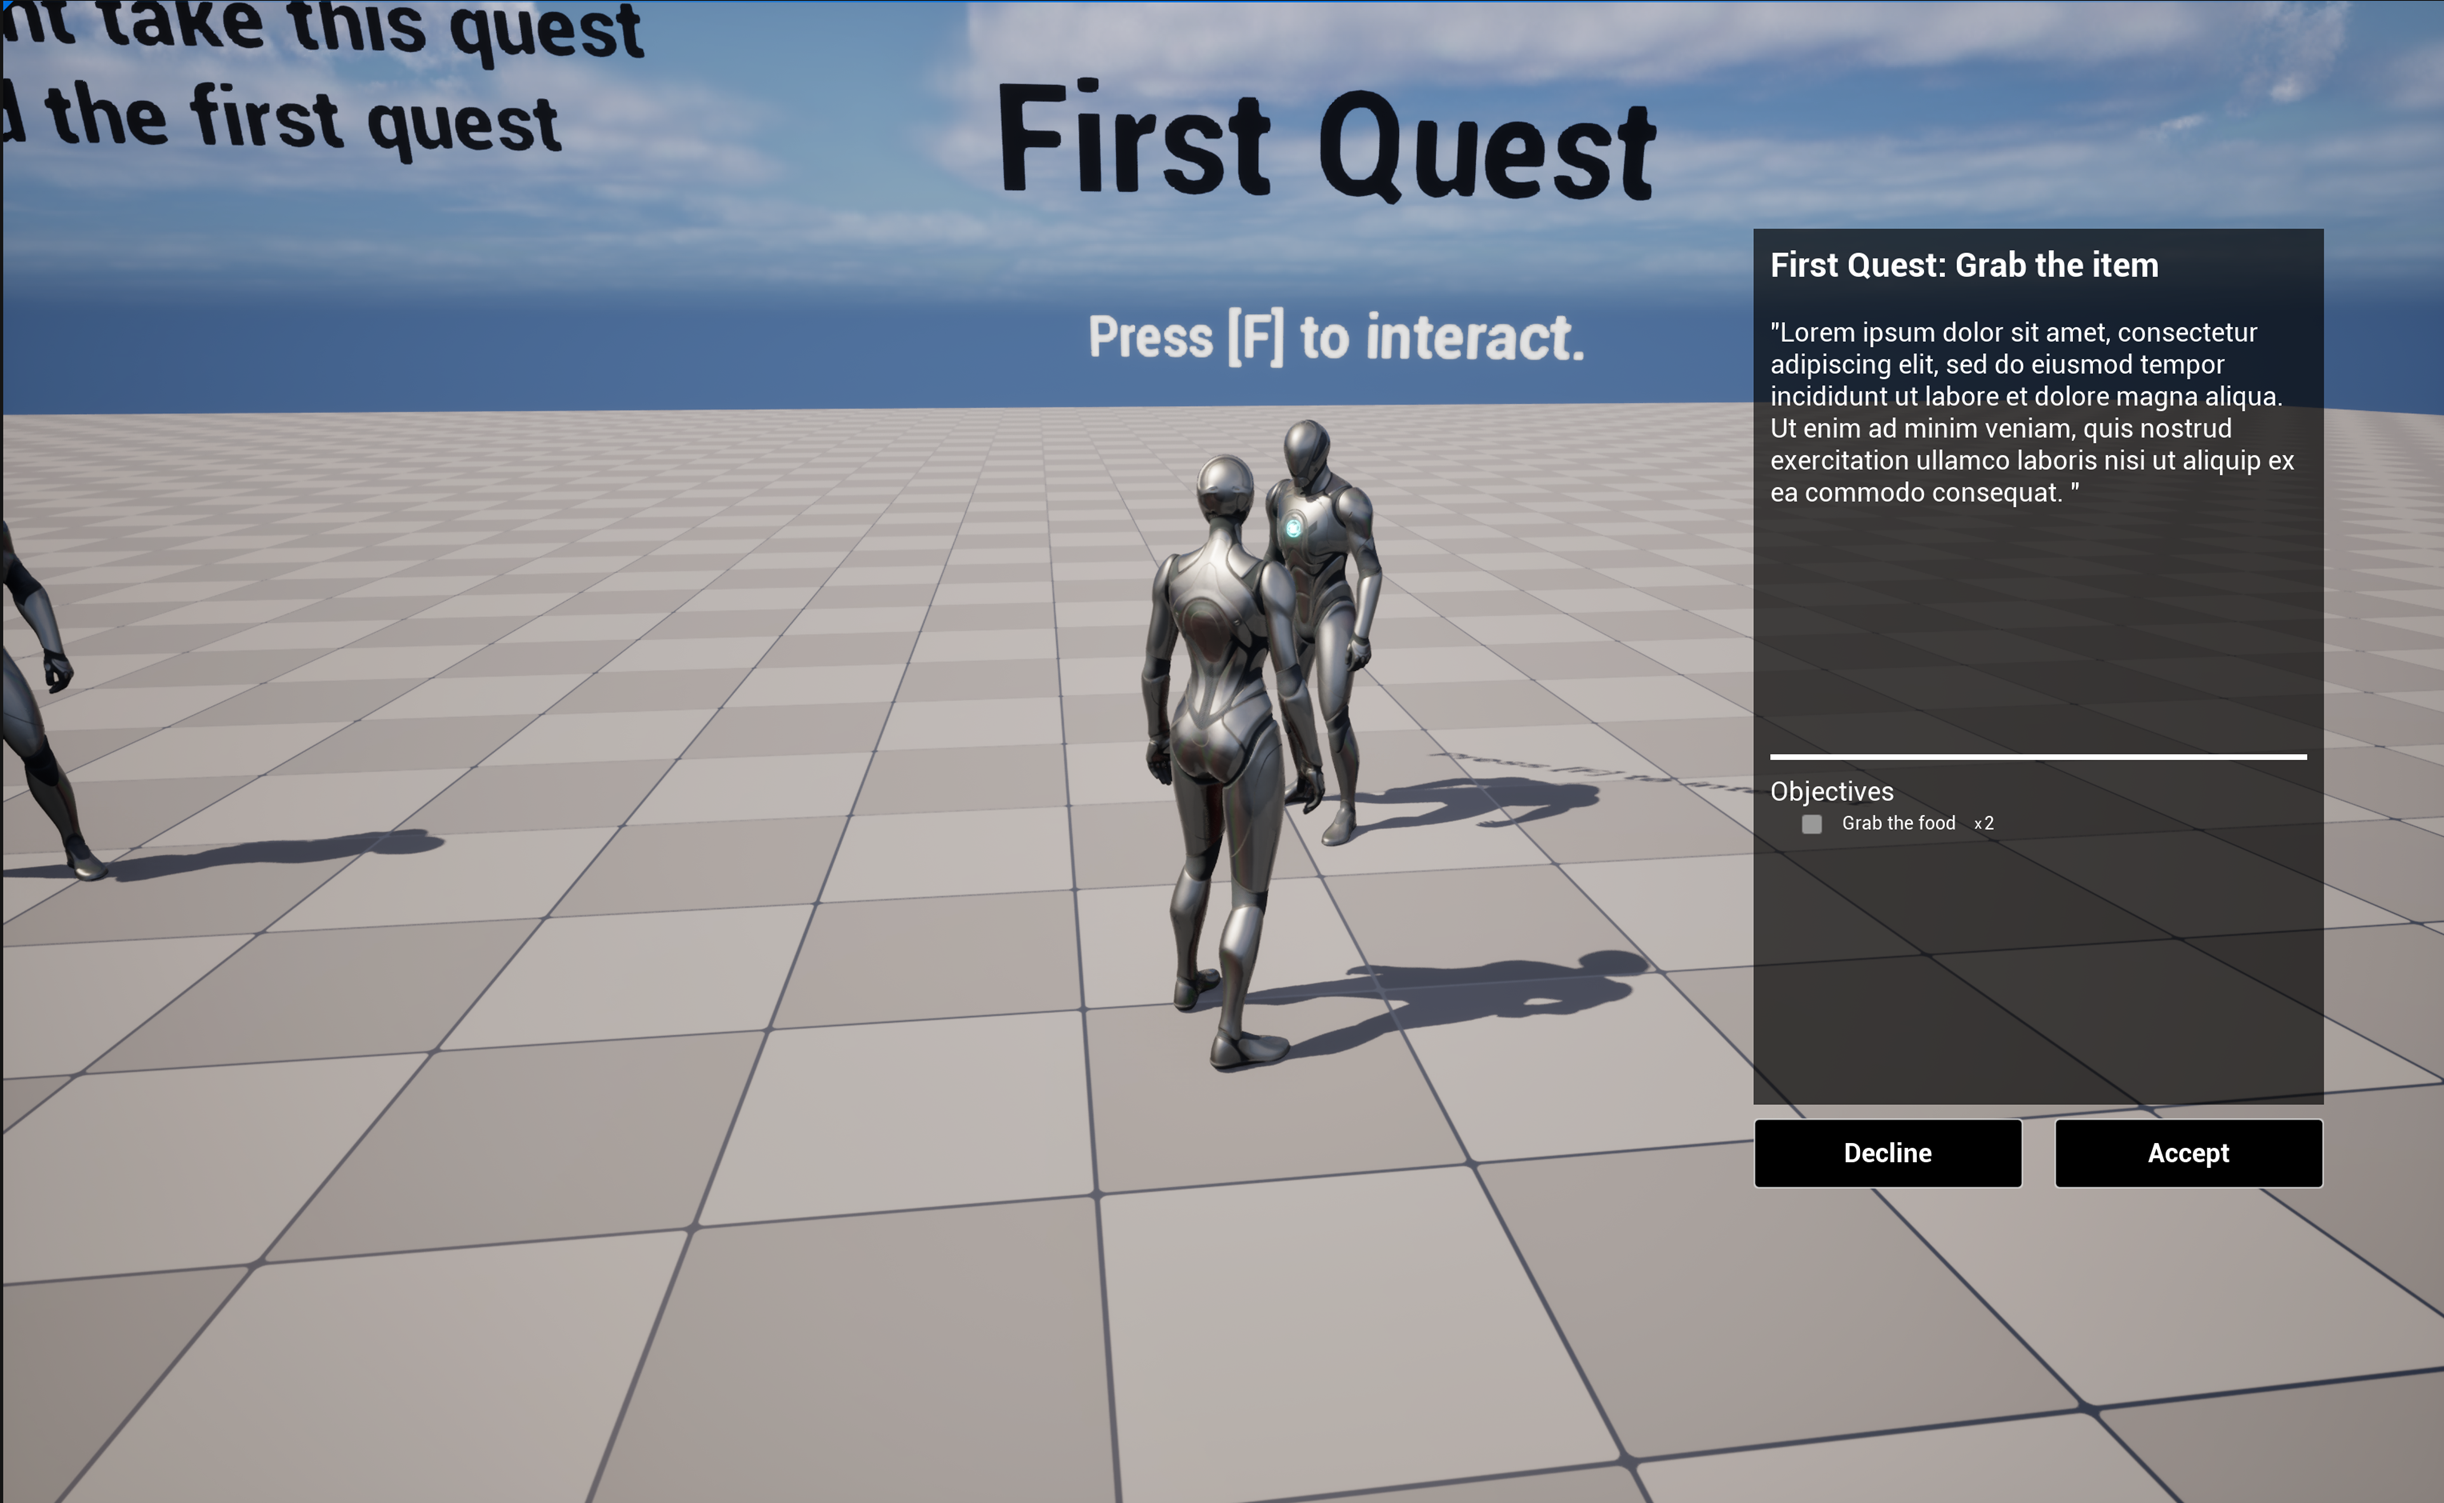 take this quest
the first quest
First Quest
Press [F] to interact.
First Quest: Grab the item
"Lorem ipsum dolor sit amet, consectetur
adipiscing elit, sed do eiusmod tempor
incididunt ut labore et dolore magna aliqua.
Ut enim ad minim veniam, quis nostrud
exercitation ullamco laboris nisi ut aliquip ex
ea commodo consequat. "
Objectives
Grab the food x2
Decline
Accept